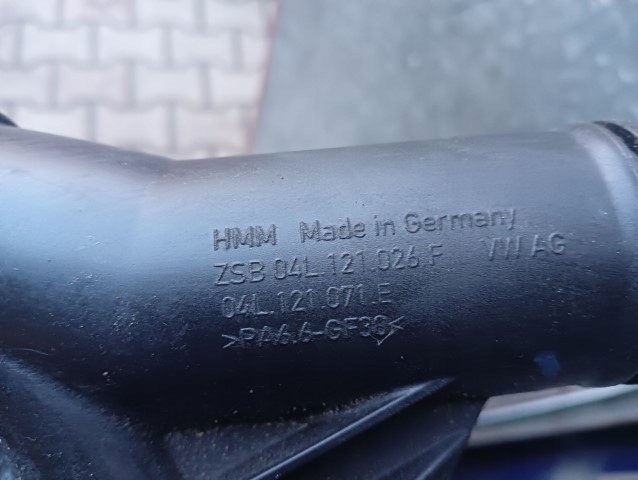 HMM Made in Germany
ZSB 04L.121.026.F VW AG
04L.121.071.E
>PA6.6-GF30<